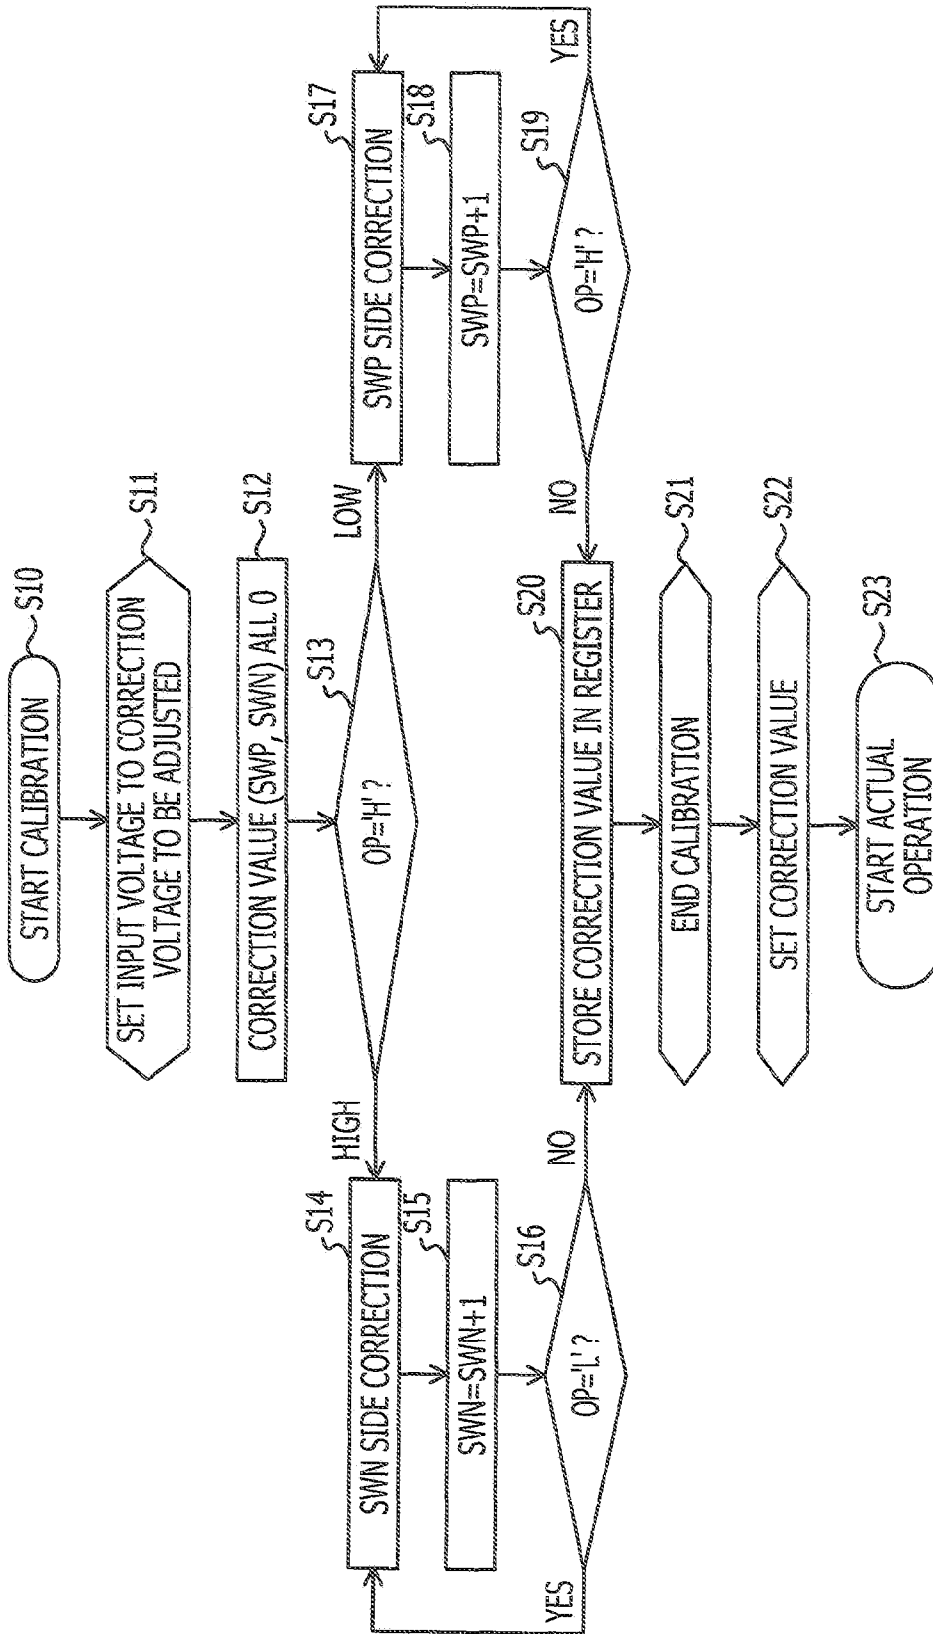 START CALIBRATION
S10
SET INPUT VOLTAGE TO CORRECTION
VOLTAGE TO BE ADJUSTED
S11
CORRECTION VALUE (SWP, SWN) ALL 0
S12
OP='H'?
S13
HIGH
LOW
SWN SIDE CORRECTION
S14
SWN=SWN+1
S15
OP='L'?
S16
YES
NO
SWP SIDE CORRECTION
S17
SWP=SWP+1
S18
OP='H'?
S19
YES
NO
STORE CORRECTION VALUE IN REGISTER
S20
END CALIBRATION
S21
SET CORRECTION VALUE
S22
START ACTUAL
OPERATION
S23